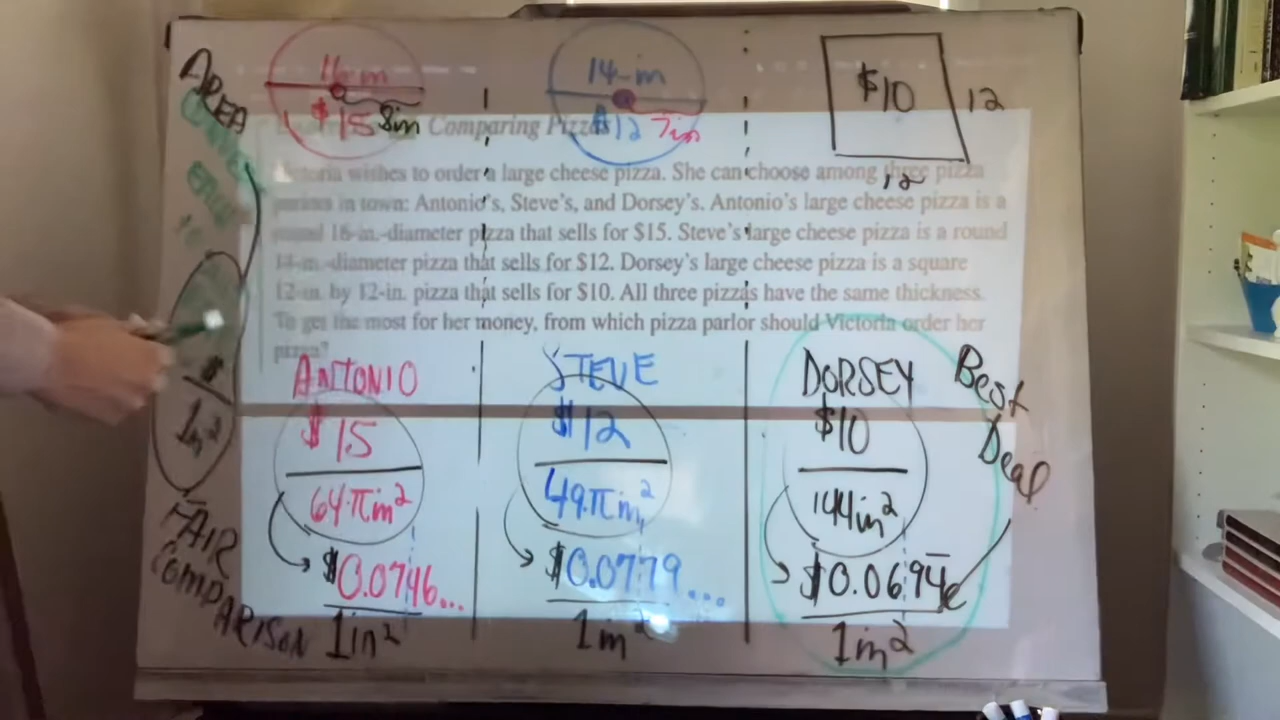 AREA
16-in
$15 8in
14-in
$12 7in
$10
12
12
Comparing Pizzas
Victoria wishes to order a large cheese pizza. She can choose among three pizza
parlors in town: Antonio's, Steve's, and Dorsey's. Antonio's large cheese pizza is a
round 16-in.-diameter pizza that sells for $15. Steve's large cheese pizza is a round
14-in.-diameter pizza that sells for $12. Dorsey's large cheese pizza is a square
12-in. by 12-in. pizza that sells for $10. All three pizzas have the same thickness.
To get the most for her money, from which pizza parlor should Victoria order her
pizza?
$
1in²
FAIR
COMPARISON
ANTONIO
$15
64·πin²
$0.0746...
1in²
STEVE
$12
49·πin²
$0.0779...
1in²
DORSEY
$10
144in²
$0.0694̅
1in²
Best
Deal